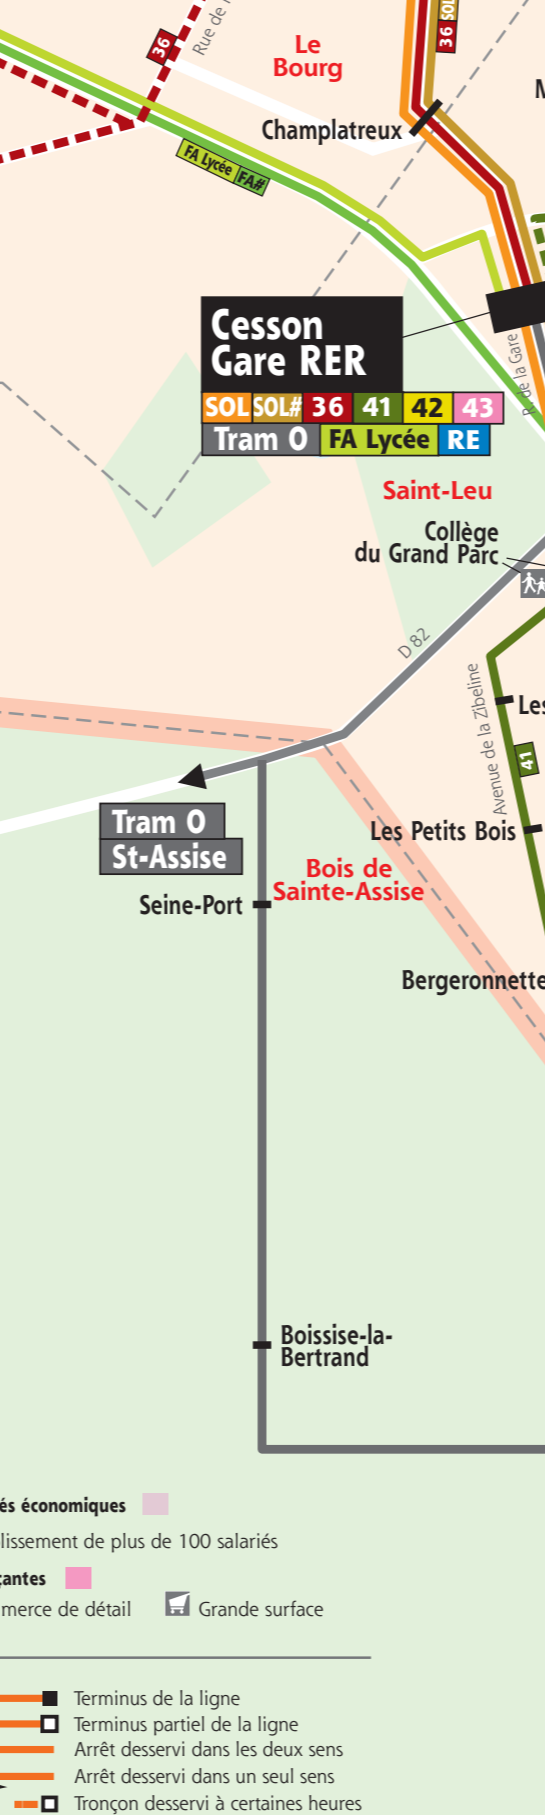 36 SOL
36
Rue de
Le
Bourg
Champlatreux
FA Lycée FA#
Cesson
Gare RER
SOL SOL# 36 41 42 43
Tram 0 FA Lycée RE
R. de la Gare
Saint-Leu
Collège
du Grand Parc
D 82
Avenue de la Zibeline
Les
41
Tram 0
St-Assise
Les Petits Bois
Bois de
Sainte-Assise
Seine-Port
Bergeronnette
Boissise-la-
Bertrand
és économiques
lissement de plus de 100 salariés
çantes
merce de détail Grande surface
Terminus de la ligne
Terminus partiel de la ligne
Arrêt desservi dans les deux sens
Arrêt desservi dans un seul sens
Tronçon desservi à certaines heures